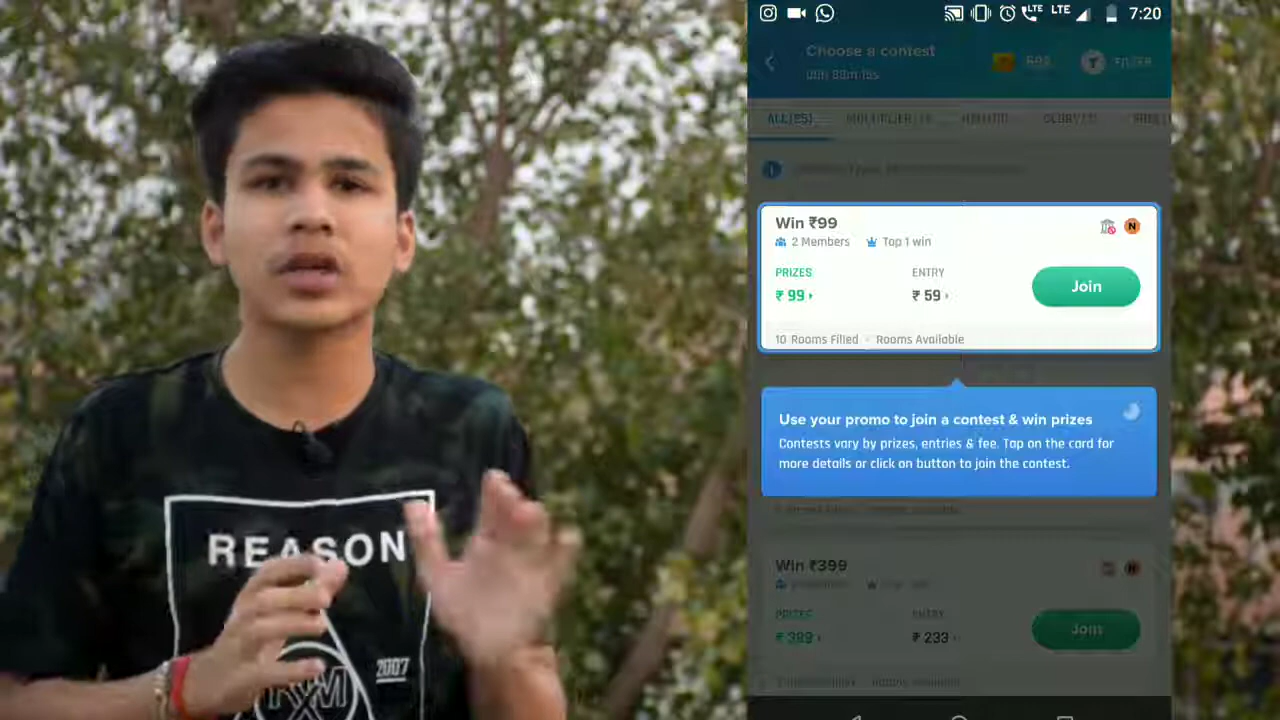 7:20
LTE
LTE
Choose a contest
FILTER
Win ₹99
2 Members
Top 1 win
N
PRIZES
ENTRY
₹ 99
₹ 59
Join
10 Rooms Filled - Rooms Available
Use your promo to join a contest & win prizes
Contests vary by prizes, entries & fee. Tap on the card for
more details or click on button to join the contest.
Win ₹399
PRIZES
ENTRY
₹ 399
₹ 233
Join
REASON
2007